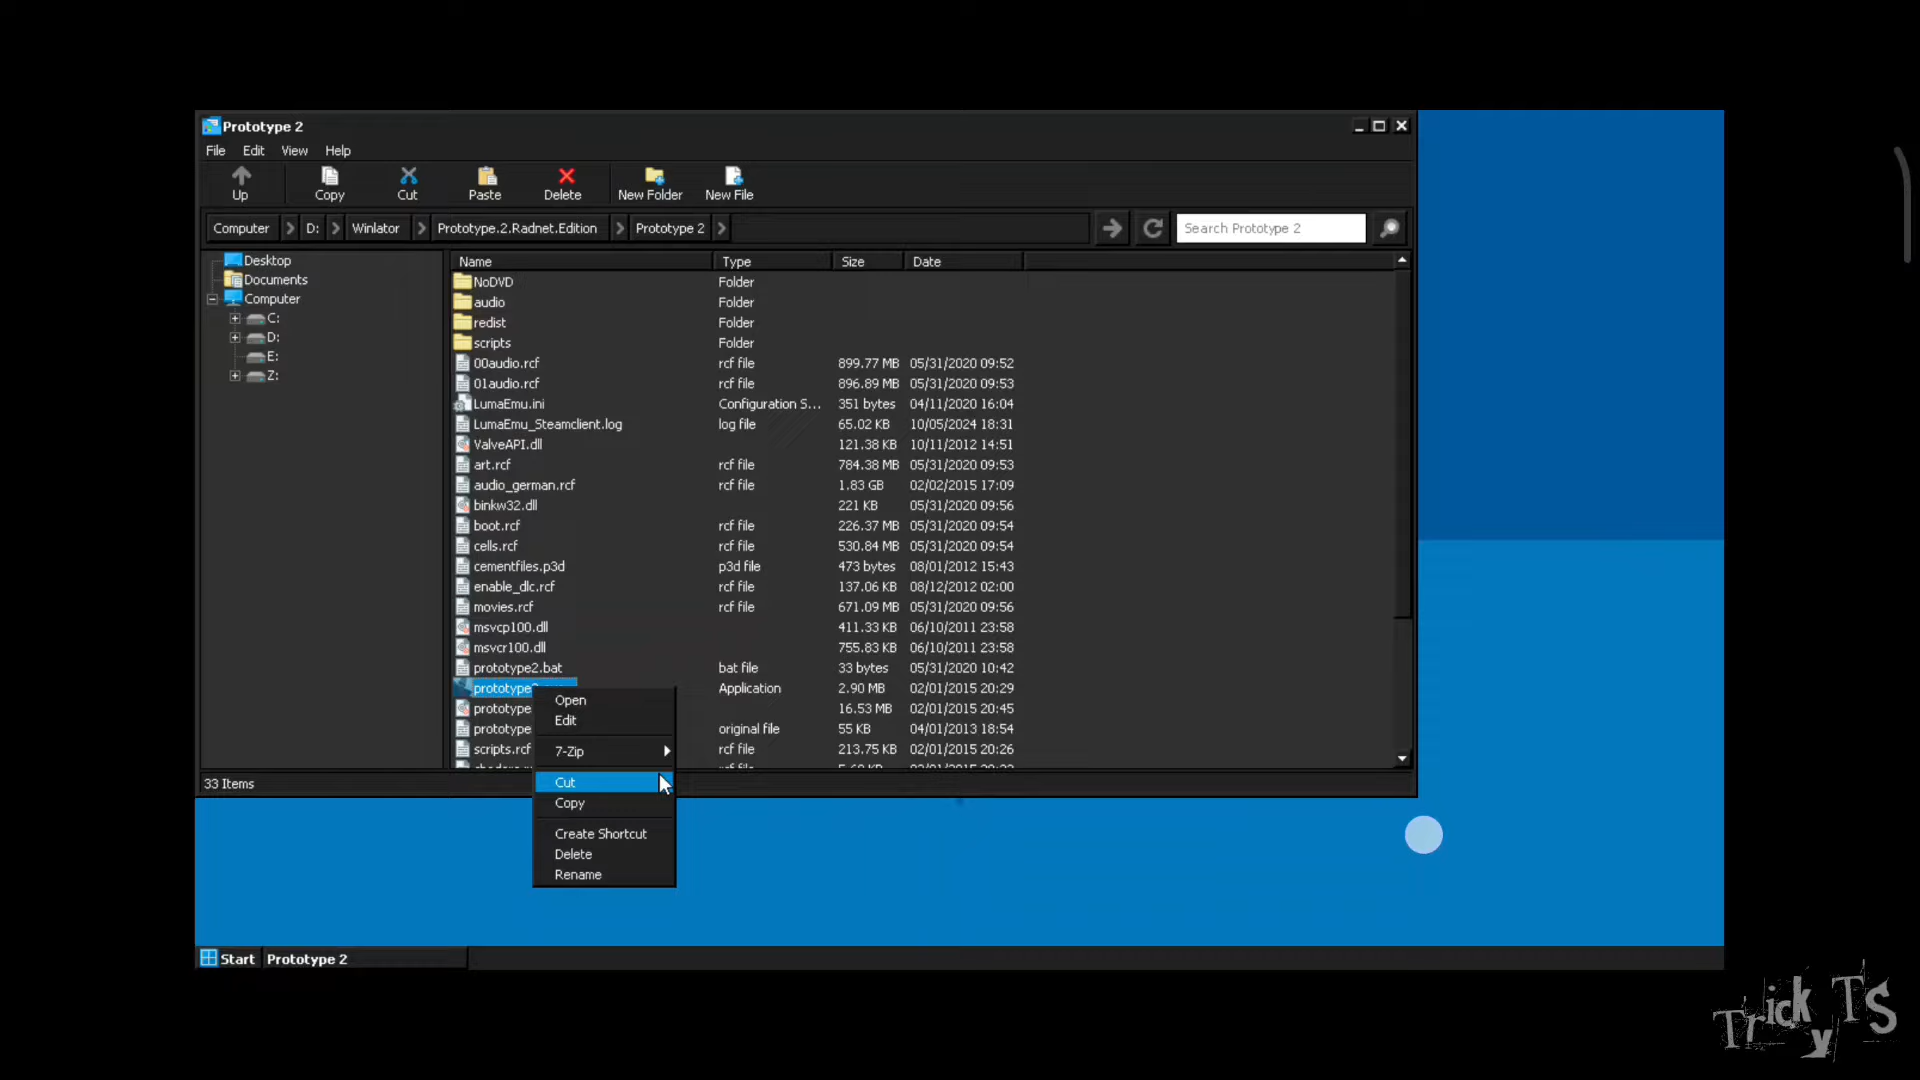 Prototype 2
File Edit View Help
Up Copy Cut Paste Delete New Folder New File
Computer D: Winlator Prototype.2.Radnet.Edition Prototype 2 Search Prototype 2
Desktop
Documents
Computer
C:
D:
E:
Z:
Name Type Size Date
NoDVD Folder
audio Folder
redist Folder
scripts Folder
00audio.rcf rcf file 899.77 MB 05/31/2020 09:52
01audio.rcf rcf file 896.89 MB 05/31/2020 09:53
LumaEmu.ini Configuration S... 351 bytes 04/11/2020 16:04
LumaEmu_Steamclient.log log file 65.02 KB 10/05/2024 18:31
ValveAPI.dll 121.38 KB 10/11/2012 14:51
art.rcf rcf file 784.38 MB 05/31/2020 09:53
audio_german.rcf rcf file 1.83 GB 02/02/2015 17:09
binkw32.dll 221 KB 05/31/2020 09:56
boot.rcf rcf file 226.37 MB 05/31/2020 09:54
cells.rcf rcf file 530.84 MB 05/31/2020 09:54
cementfiles.p3d p3d file 473 bytes 08/01/2012 15:43
enable_dlc.rcf rcf file 137.06 KB 08/12/2012 02:00
movies.rcf rcf file 671.09 MB 05/31/2020 09:56
msvcp100.dll 411.33 KB 06/10/2011 23:58
msvcr100.dll 755.83 KB 06/10/2011 23:58
prototype2.bat bat file 33 bytes 05/31/2020 10:42
prototype Application 2.90 MB 02/01/2015 20:29
prototype 16.53 MB 02/01/2015 20:45
prototype original file 55 KB 04/01/2013 18:54
scripts.rcf rcf file 213.75 KB 02/01/2015 20:26
Open
Edit
7-Zip
Cut
Copy
Create Shortcut
Delete
Rename
33 Items
Start Prototype 2
Tricky TS